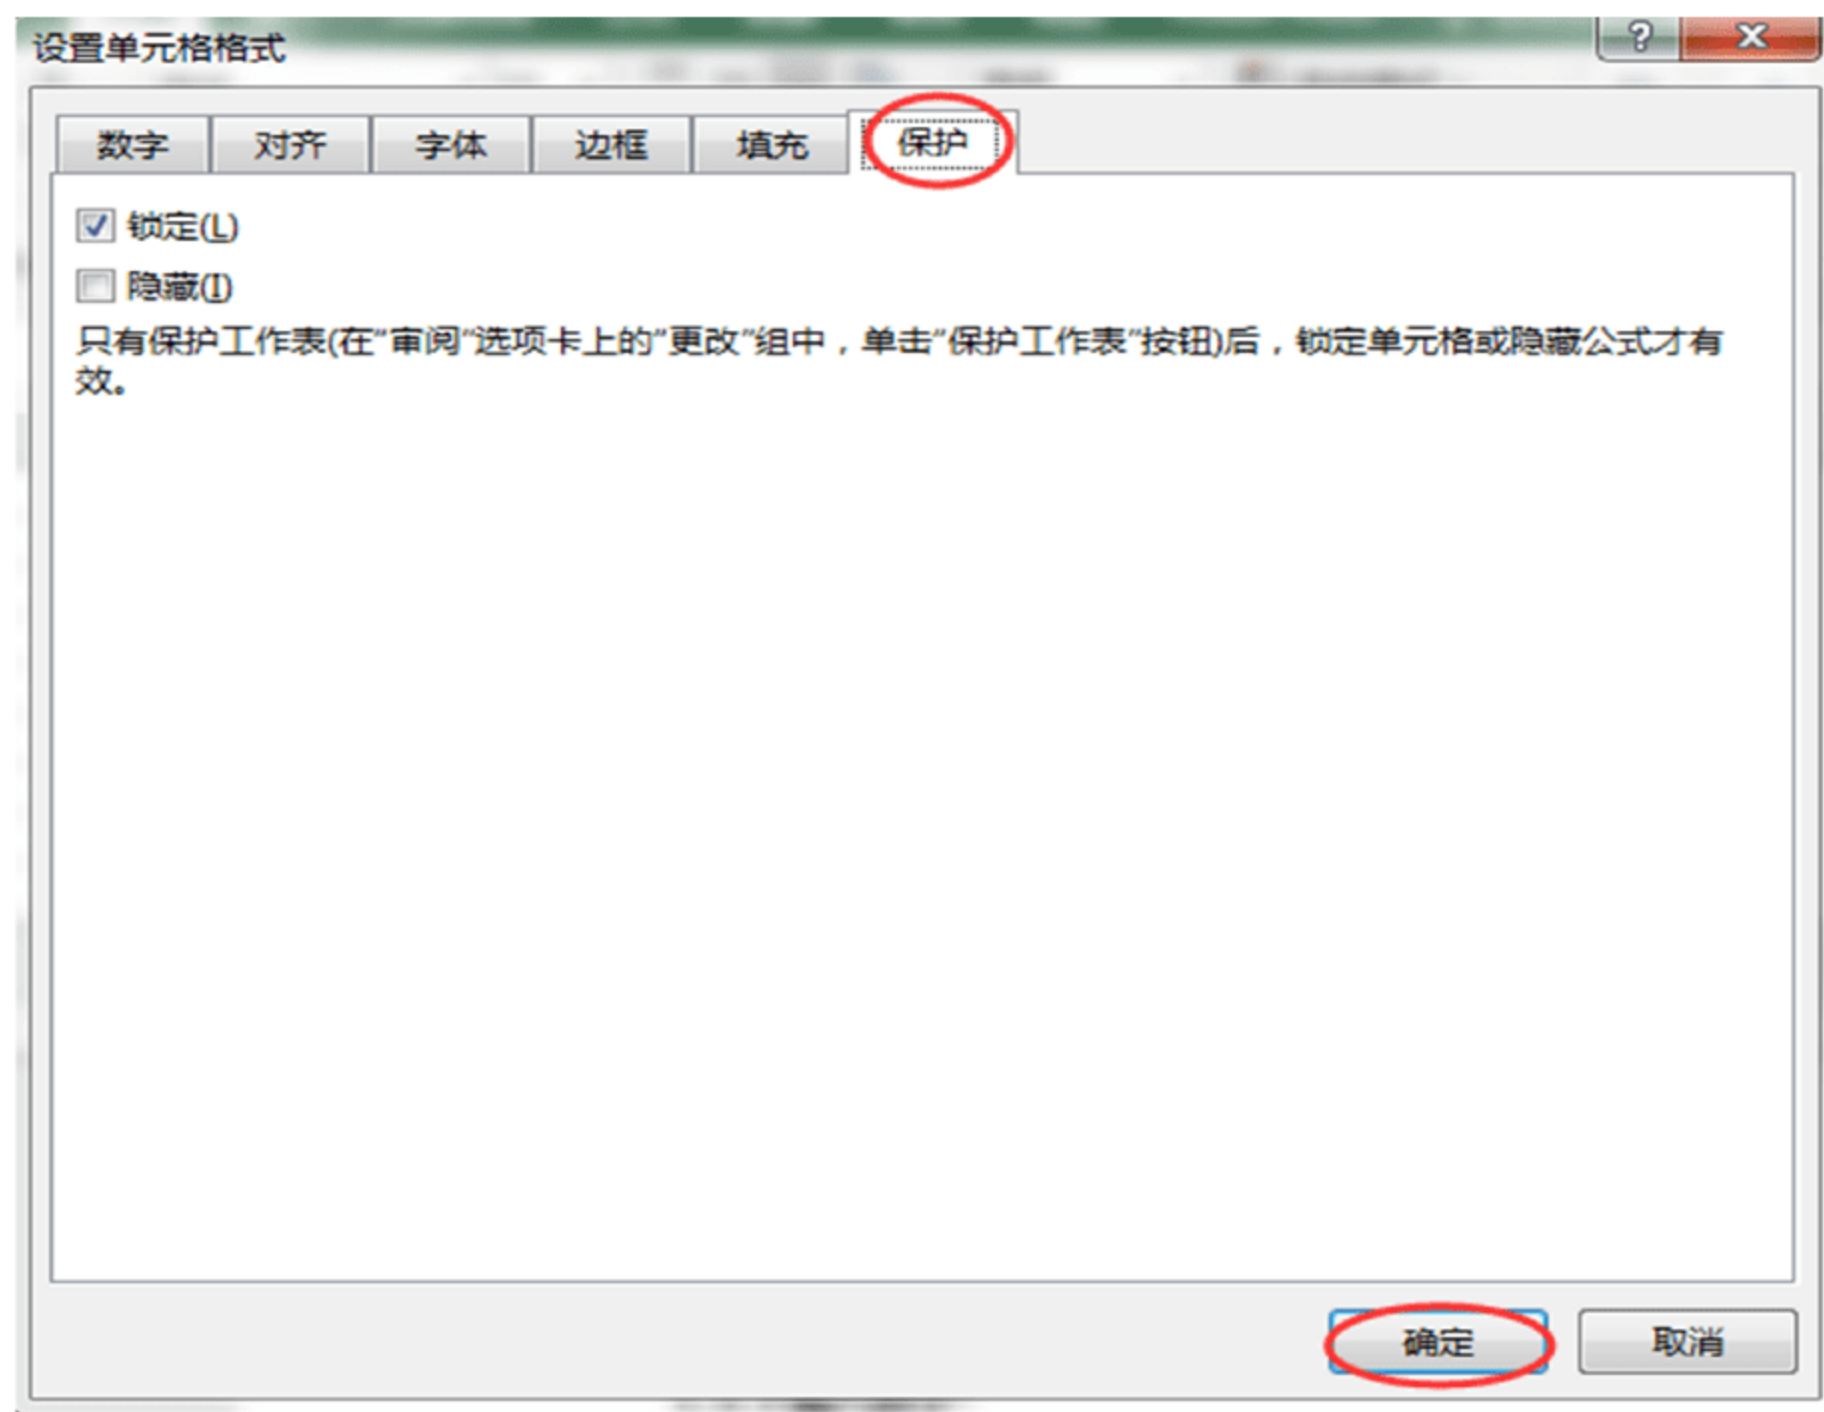 设置单元格格式
数字 对齐 字体 边框 填充 保护
锁定(L)
隐藏(I)
只有保护工作表(在"审阅"选项卡上的"更改"组中，单击"保护工作表"按钮)后，锁定单元格或隐藏公式才有
效。
确定 取消